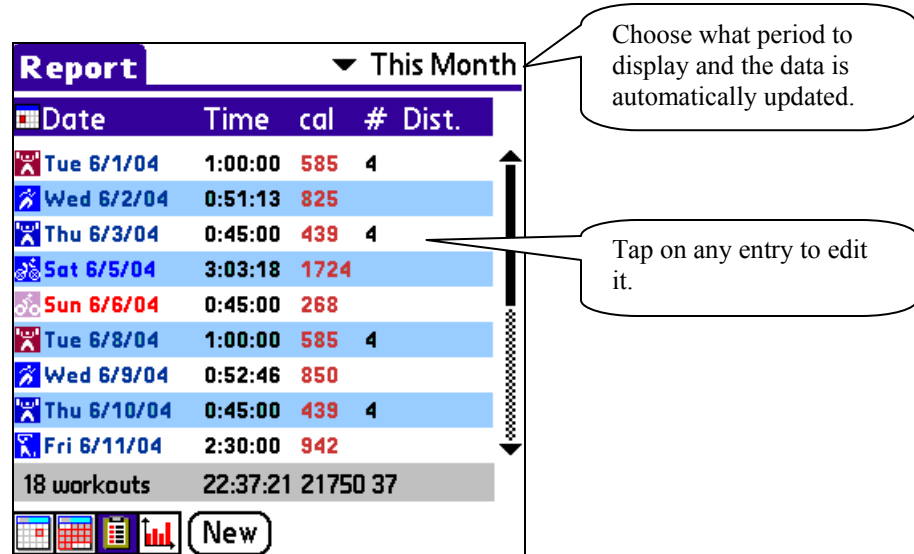 Report
This Month
Date Time cal # Dist.
Tue 6/1/04 1:00:00 585 4
Wed 6/2/04 0:51:13 825
Thu 6/3/04 0:45:00 439 4
Sat 6/5/04 3:03:18 1724
Sun 6/6/04 0:45:00 268
Tue 6/8/04 1:00:00 585 4
Wed 6/9/04 0:52:46 850
Thu 6/10/04 0:45:00 439 4
Fri 6/11/04 2:30:00 942
18 workouts 22:37:21 21750 37
New
Choose what period to
display and the data is
automatically updated.
Tap on any entry to edit
it.